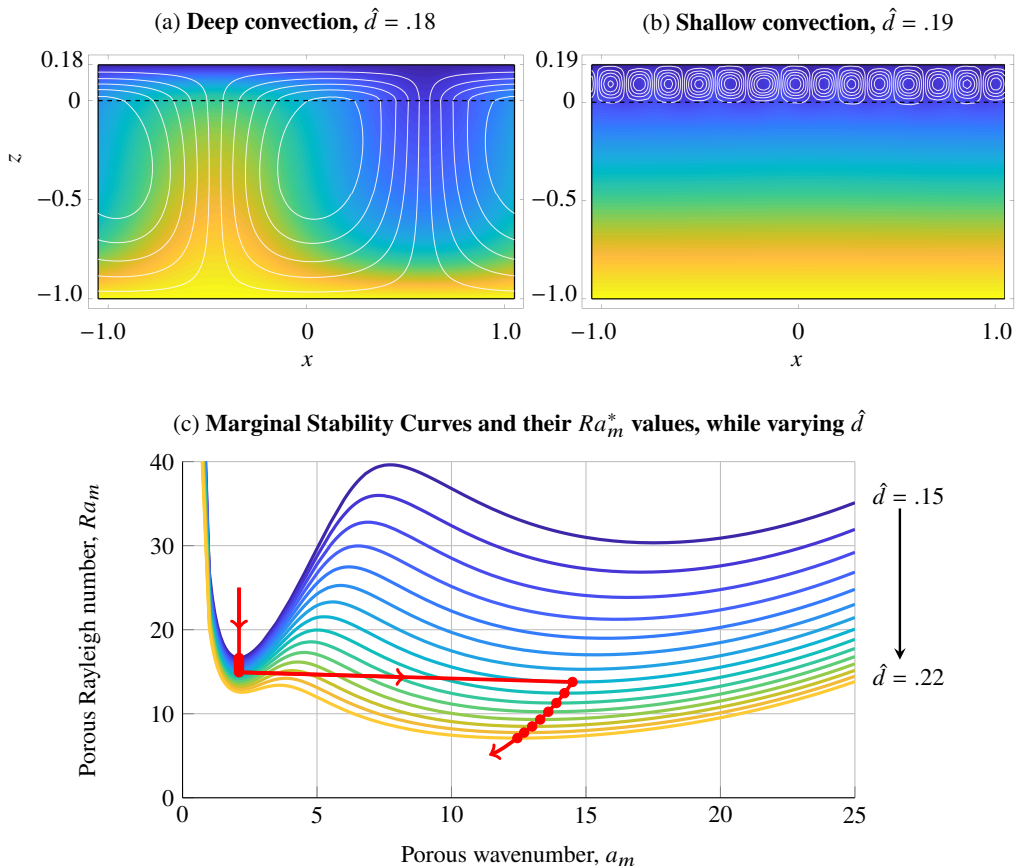 (a) Deep convection, d̂ = .18
(b) Shallow convection, d̂ = .19
0.18
0
-0.5
-1.0
z
-1.0 0 1.0
x
0.19
0
-0.5
-1.0
-1.0 0 1.0
x
(c) Marginal Stability Curves and their Ra*ₘ values, while varying d̂
40
30
20
10
0
Porous Rayleigh number, Raₘ
0 5 10 15 20 25
Porous wavenumber, aₘ
d̂ = .15
d̂ = .22